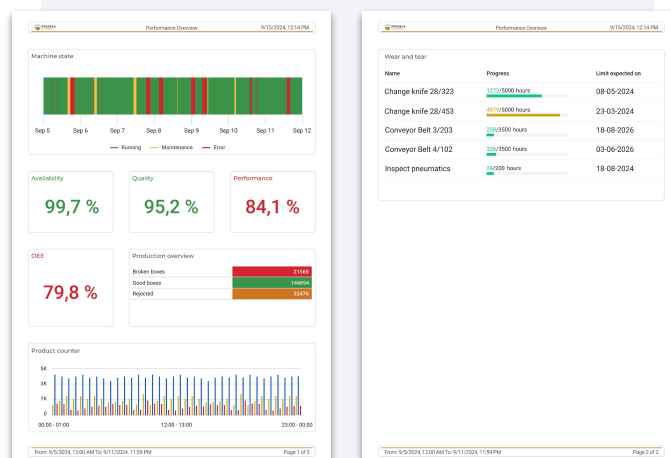 PROPACK
Performance Overview
9/15/2024, 12:14 PM
Machine state
Sep 5 Sep 6 Sep 7 Sep 8 Sep 9 Sep 10 Sep 11 Sep 12
Running Maintenance Error
Availability
99,7 %
Quality
95,2 %
Performance
84,1 %
OEE
79,8 %
Production overview
Broken boxes 21568
Good boxes 144694
Rejected 32476
Product counter
5K
3K
1K
0
00:00 - 01:00 12:00 - 13:00 23:00 - 00:00
From: 9/5/2024, 12:00 AM To: 9/11/2024, 11:59 PM
Page 1 of 2
PROPACK
Performance Overview
9/15/2024, 12:14 PM
Wear and tear
Name Progress Limit expected on
Change knife 28/323 1273/5000 hours 08-05-2024
Change knife 28/453 4879/5000 hours 23-03-2024
Conveyor Belt 3/203 258/3500 hours 18-08-2026
Conveyor Belt 4/102 326/3500 hours 03-06-2026
Inspect pneumatics 24/200 hours 18-08-2024
From: 9/5/2024, 12:00 AM To: 9/11/2024, 11:59 PM
Page 2 of 2